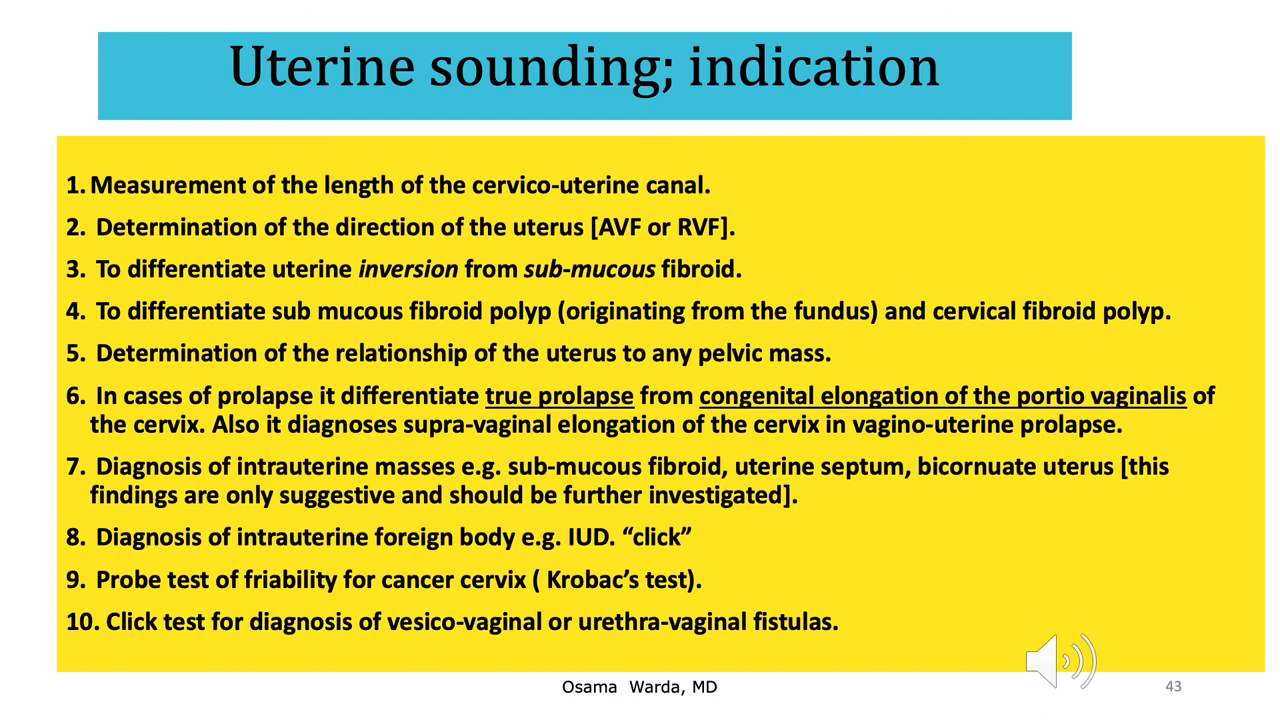 Uterine sounding; indication
1. Measurement of the length of the cervico-uterine canal.
2. Determination of the direction of the uterus [AVF or RVF].
3. To differentiate uterine inversion from sub-mucous fibroid.
4. To differentiate sub mucous fibroid polyp (originating from the fundus) and cervical fibroid polyp.
5. Determination of the relationship of the uterus to any pelvic mass.
6. In cases of prolapse it differentiate true prolapse from congenital elongation of the portio vaginalis of
the cervix. Also it diagnoses supra-vaginal elongation of the cervix in vagino-uterine prolapse.
7. Diagnosis of intrauterine masses e.g. sub-mucous fibroid, uterine septum, bicornuate uterus [this
findings are only suggestive and should be further investigated].
8. Diagnosis of intrauterine foreign body e.g. IUD. “click”
9. Probe test of friability for cancer cervix ( Krobac’s test).
10. Click test for diagnosis of vesico-vaginal or urethra-vaginal fistulas.
Osama Warda, MD
43